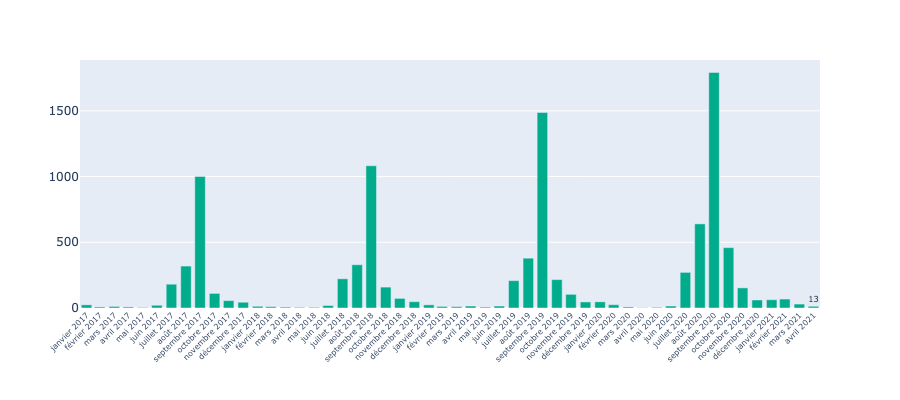 1500
1000
500
0
13
janvier 2017
février 2017
mars 2017
avril 2017
mai 2017
juin 2017
juillet 2017
août 2017
septembre 2017
octobre 2017
novembre 2017
décembre 2017
janvier 2018
février 2018
mars 2018
avril 2018
mai 2018
juin 2018
juillet 2018
août 2018
septembre 2018
octobre 2018
novembre 2018
décembre 2018
janvier 2019
février 2019
mars 2019
avril 2019
mai 2019
juin 2019
juillet 2019
août 2019
septembre 2019
octobre 2019
novembre 2019
décembre 2019
janvier 2020
février 2020
mars 2020
avril 2020
mai 2020
juin 2020
juillet 2020
août 2020
septembre 2020
octobre 2020
novembre 2020
décembre 2020
janvier 2021
février 2021
mars 2021
avril 2021